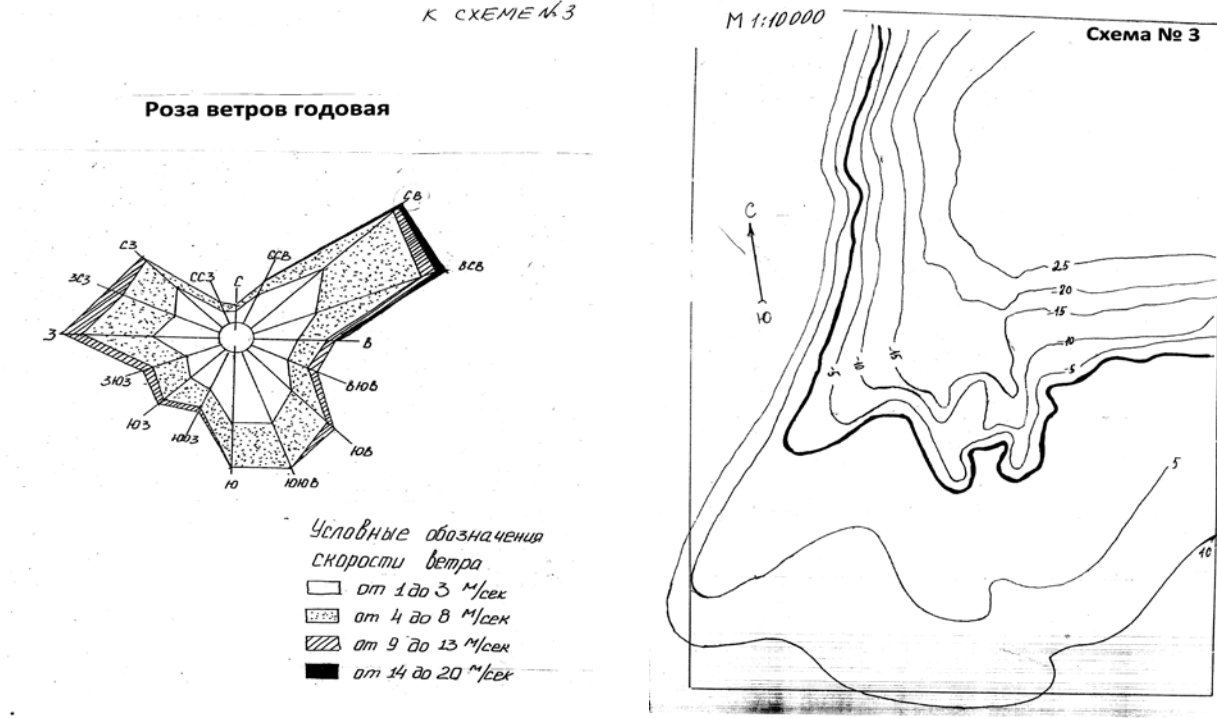 К СХЕМЕ № 3
Роза ветров годовая
СВ
ВСВ
В
ВЮВ
ЮВ
ЮЮВ
Ю
ЮЮЗ
ЮЗ
ЗЮЗ
З
ЗСЗ
СЗ
ССЗ
С
ССВ
Условные обозначения
скорости ветра
от 1 до 3 м/сек
от 4 до 8 м/сек
от 9 до 13 м/сек
от 14 до 20 м/сек
М 1:10000
Схема № 3
С
Ю
25
20
15
10
5
5
10
15
5
10